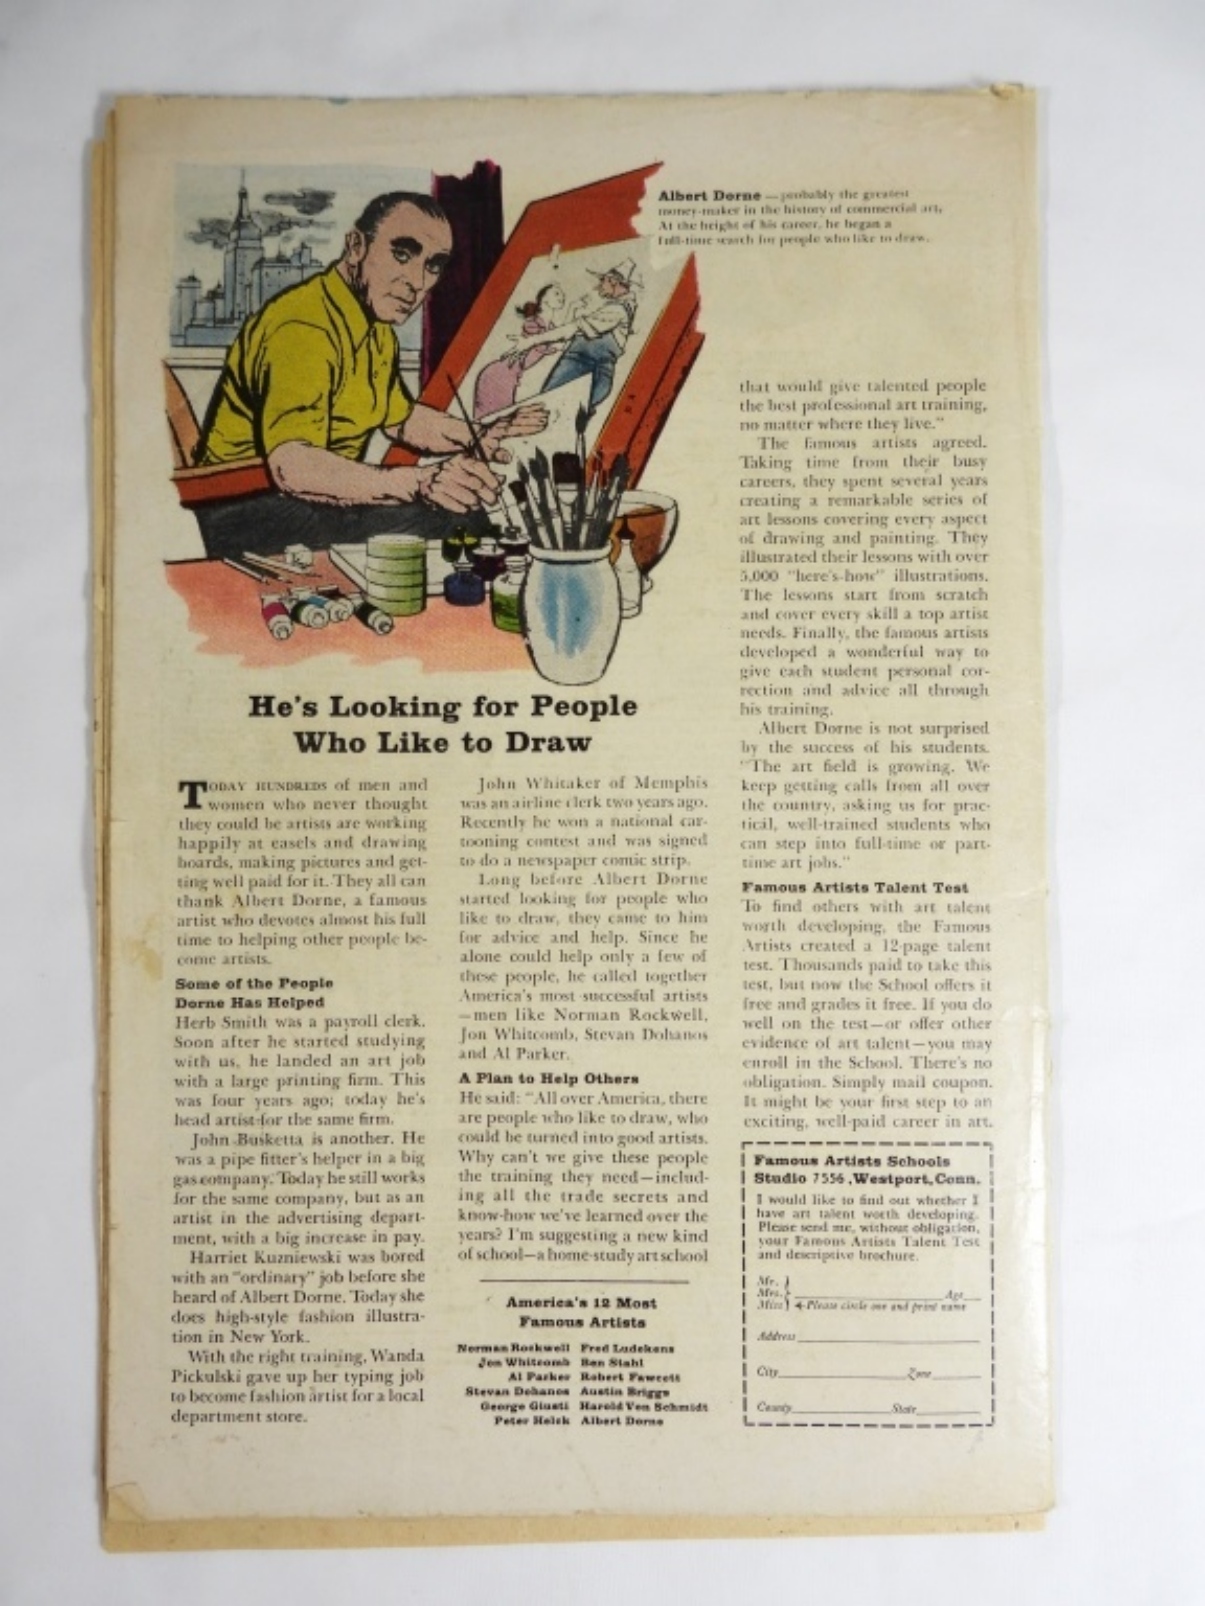 Albert Dorne — probably the greatest
money-maker in the history of commercial art.
At the height of his career, he began a
full-time search for people who like to draw.
He's Looking for People
Who Like to Draw
TODAY HUNDREDS of men and
women who never thought
they could be artists are working
happily at easels and drawing
boards, making pictures and get-
ting well paid for it. They all can
thank Albert Dorne, a famous
artist who devotes almost his full
time to helping other people be-
come artists.
Some of the People
Dorne Has Helped
Herb Smith was a payroll clerk.
Soon after he started studying
with us, he landed an art job
with a large printing firm. This
was four years ago; today he's
head artist for the same firm.
John Busketta is another. He
was a pipe fitter's helper in a big
gas company. Today he still works
for the same company, but as an
artist in the advertising depart-
ment, with a big increase in pay.
Harriet Kuzniewski was bored
with an "ordinary" job before she
heard of Albert Dorne. Today she
does high-style fashion illustra-
tion in New York.
With the right training, Wanda
Pickulski gave up her typing job
to become fashion artist for a local
department store.
John Whitaker of Memphis
was an airline clerk two years ago.
Recently he won a national car-
tooning contest and was signed
to do a newspaper comic strip.
Long before Albert Dorne
started looking for people who
like to draw, they came to him
for advice and help. Since he
alone could help only a few of
these people, he called together
America's most successful artists
—men like Norman Rockwell,
Jon Whitcomb, Stevan Dohanos
and Al Parker.
A Plan to Help Others
He said: "All over America, there
are people who like to draw, who
could be turned into good artists.
Why can't we give these people
the training they need—includ-
ing all the trade secrets and
know-how we've learned over the
years? I'm suggesting a new kind
of school—a home-study art school
America's 12 Most
Famous Artists
Norman Rockwell Fred Ludekens
Jon Whitcomb Ben Stahl
Al Parker Robert Fawcett
Stevan Dohanos Austin Briggs
George Giusti Harold Von Schmidt
Peter Helck Albert Dorne
that would give talented people
the best professional art training,
no matter where they live."
The famous artists agreed.
Taking time from their busy
careers, they spent several years
creating a remarkable series of
art lessons covering every aspect
of drawing and painting. They
illustrated their lessons with over
5,000 "here's-how" illustrations.
The lessons start from scratch
and cover every skill a top artist
needs. Finally, the famous artists
developed a wonderful way to
give each student personal cor-
rection and advice all through
his training.
Albert Dorne is not surprised
by the success of his students.
"The art field is growing. We
keep getting calls from all over
the country, asking us for prac-
tical, well-trained students who
can step into full-time or part-
time art jobs."
Famous Artists Talent Test
To find others with art talent
worth developing, the Famous
Artists created a 12-page talent
test. Thousands paid to take this
test, but now the School offers it
free and grades it free. If you do
well on the test—or offer other
evidence of art talent—you may
enroll in the School. There's no
obligation. Simply mail coupon.
It might be your first step to an
exciting, well-paid career in art.
Famous Artists Schools
Studio 7556, Westport, Conn.
I would like to find out whether I
have art talent worth developing.
Please send me, without obligation,
your Famous Artists Talent Test
and descriptive brochure.
Mr.
Mrs. Age
Miss Please circle one and print name
Address
City Zone
County State